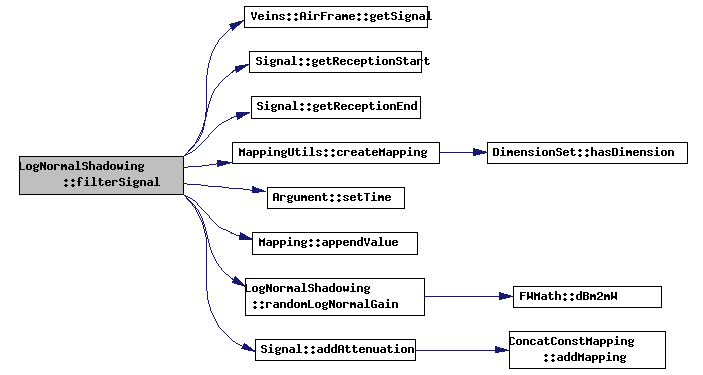 Veins::AirFrame::getSignal
Signal::getReceptionStart
Signal::getReceptionEnd
MappingUtils::createMapping
DimensionSet::hasDimension
LogNormalShadowing
::filterSignal
Argument::setTime
Mapping::appendValue
LogNormalShadowing
::randomLogNormalGain
FWMath::dBm2mW
Signal::addAttenuation
ConcatConstMapping
::addMapping